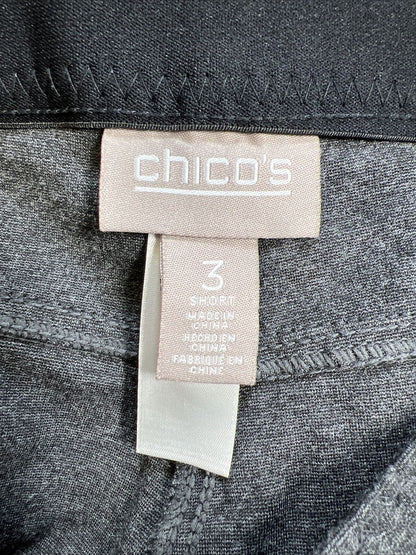 chico's
3
SHORT
MADE IN
CHINA
HECHO EN
CHINA
FABRIQUÉ EN
CHINE